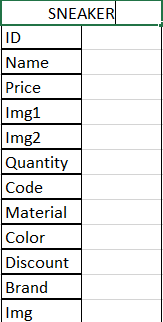 SNEAKER
ID
Name
Price
Img1
Img2
Quantity
Code
Material
Color
Discount
Brand
Img